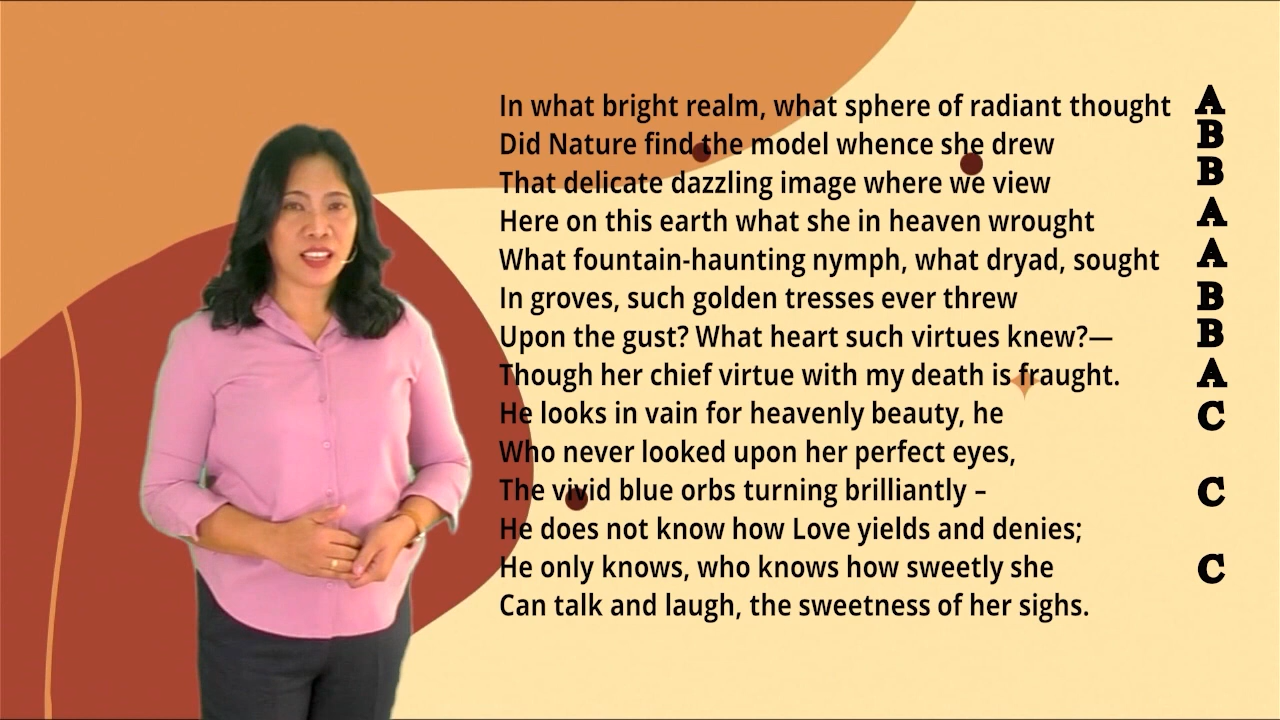 In what bright realm, what sphere of radiant thought A
Did Nature find the model whence she drew B
That delicate dazzling image where we view B
Here on this earth what she in heaven wrought A
What fountain-haunting nymph, what dryad, sought A
In groves, such golden tresses ever threw B
Upon the gust? What heart such virtues knew?— B
Though her chief virtue with my death is fraught. A
He looks in vain for heavenly beauty, he C
Who never looked upon her perfect eyes,
The vivid blue orbs turning brilliantly – C
He does not know how Love yields and denies;
He only knows, who knows how sweetly she C
Can talk and laugh, the sweetness of her sighs.